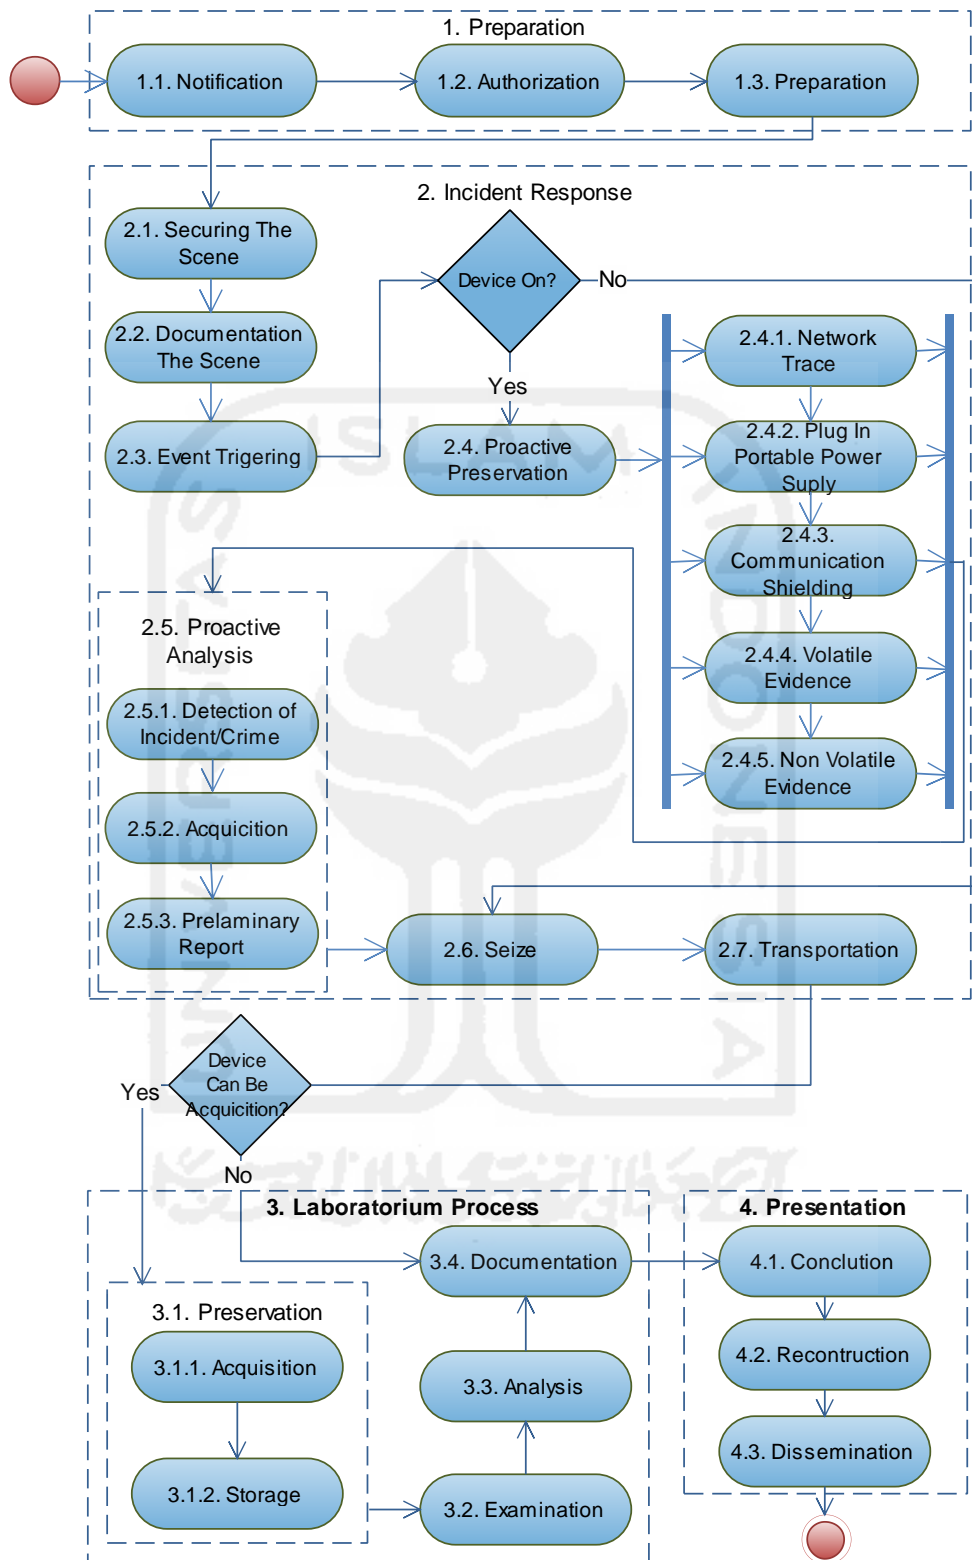 1. Preparation
1.1. Notification
1.2. Authorization
1.3. Preparation
2. Incident Response
2.1. Securing The
Scene
Device On?
No
2.2. Documentation
The Scene
2.4.1. Network
Trace
Yes
2.3. Event Trigering
2.4. Proactive
Preservation
2.4.2. Plug In
Portable Power
Suply
2.4.3.
Communication
Shielding
2.5. Proactive
Analysis
2.4.4. Volatile
Evidence
2.5.1. Detection of
Incident/Crime
2.4.5. Non Volatile
Evidence
2.5.2. Acquicition
2.5.3. Prelaminary
Report
2.6. Seize
2.7. Transportation
Device
Can Be
Acquicition?
Yes
No
3. Laboratorium Process
4. Presentation
3.4. Documentation
4.1. Conclution
3.1. Preservation
3.1.1. Acquisition
3.3. Analysis
4.2. Recontruction
4.3. Dissemination
3.1.2. Storage
3.2. Examination
UNIVERSITAS
ISLAM
INDONESIA